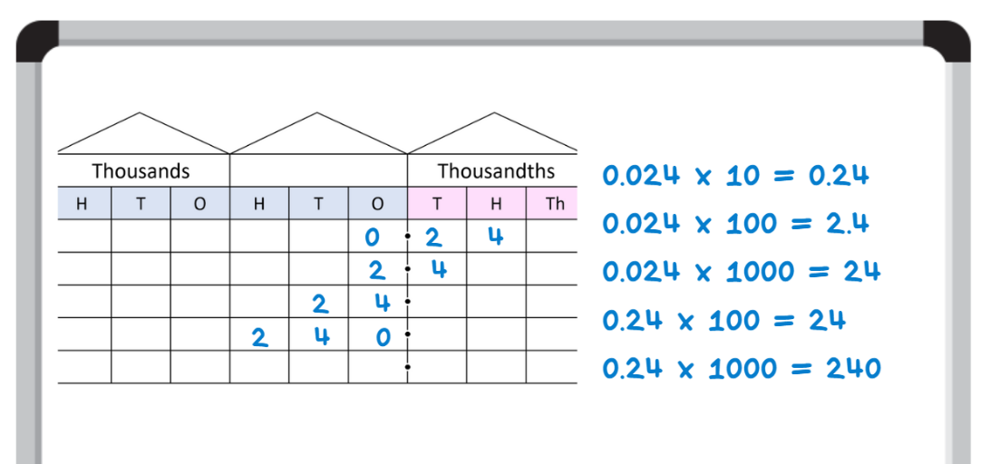 Thousands Thousandths
H T O H T O T H Th
0 . 2 4
2 . 4
2 4 .
2 4 0 .
.
0.024 x 10 = 0.24
0.024 x 100 = 2.4
0.024 x 1000 = 24
0.24 x 100 = 24
0.24 x 1000 = 240